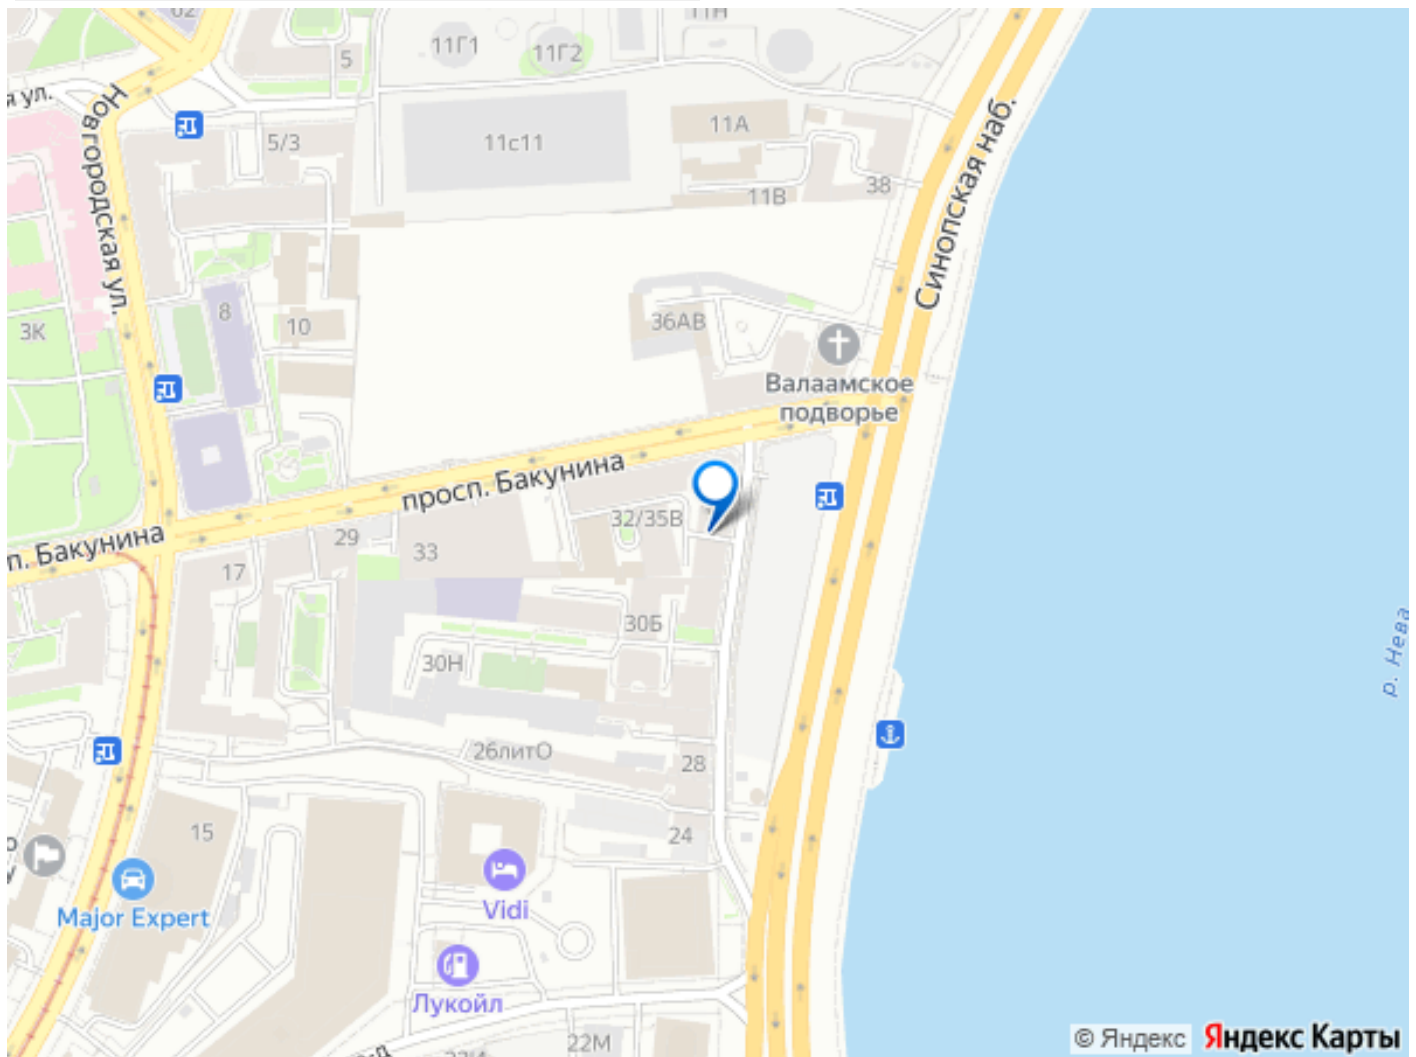 62
11Н
11Г1
11Г2
5
я ул.
Новгородская ул.
5/3
11с11
11А
11В
38
Синопская наб.
3К
8
10
36АВ
Валаамское
подворье
просп. Бакунина
п. Бакунина
32/35В
29
33
17
30Б
30Н
р. Нева
26литО
28
24
15
Major Expert
Vidi
Лукойл
22М
© Яндекс
Яндекс Карты